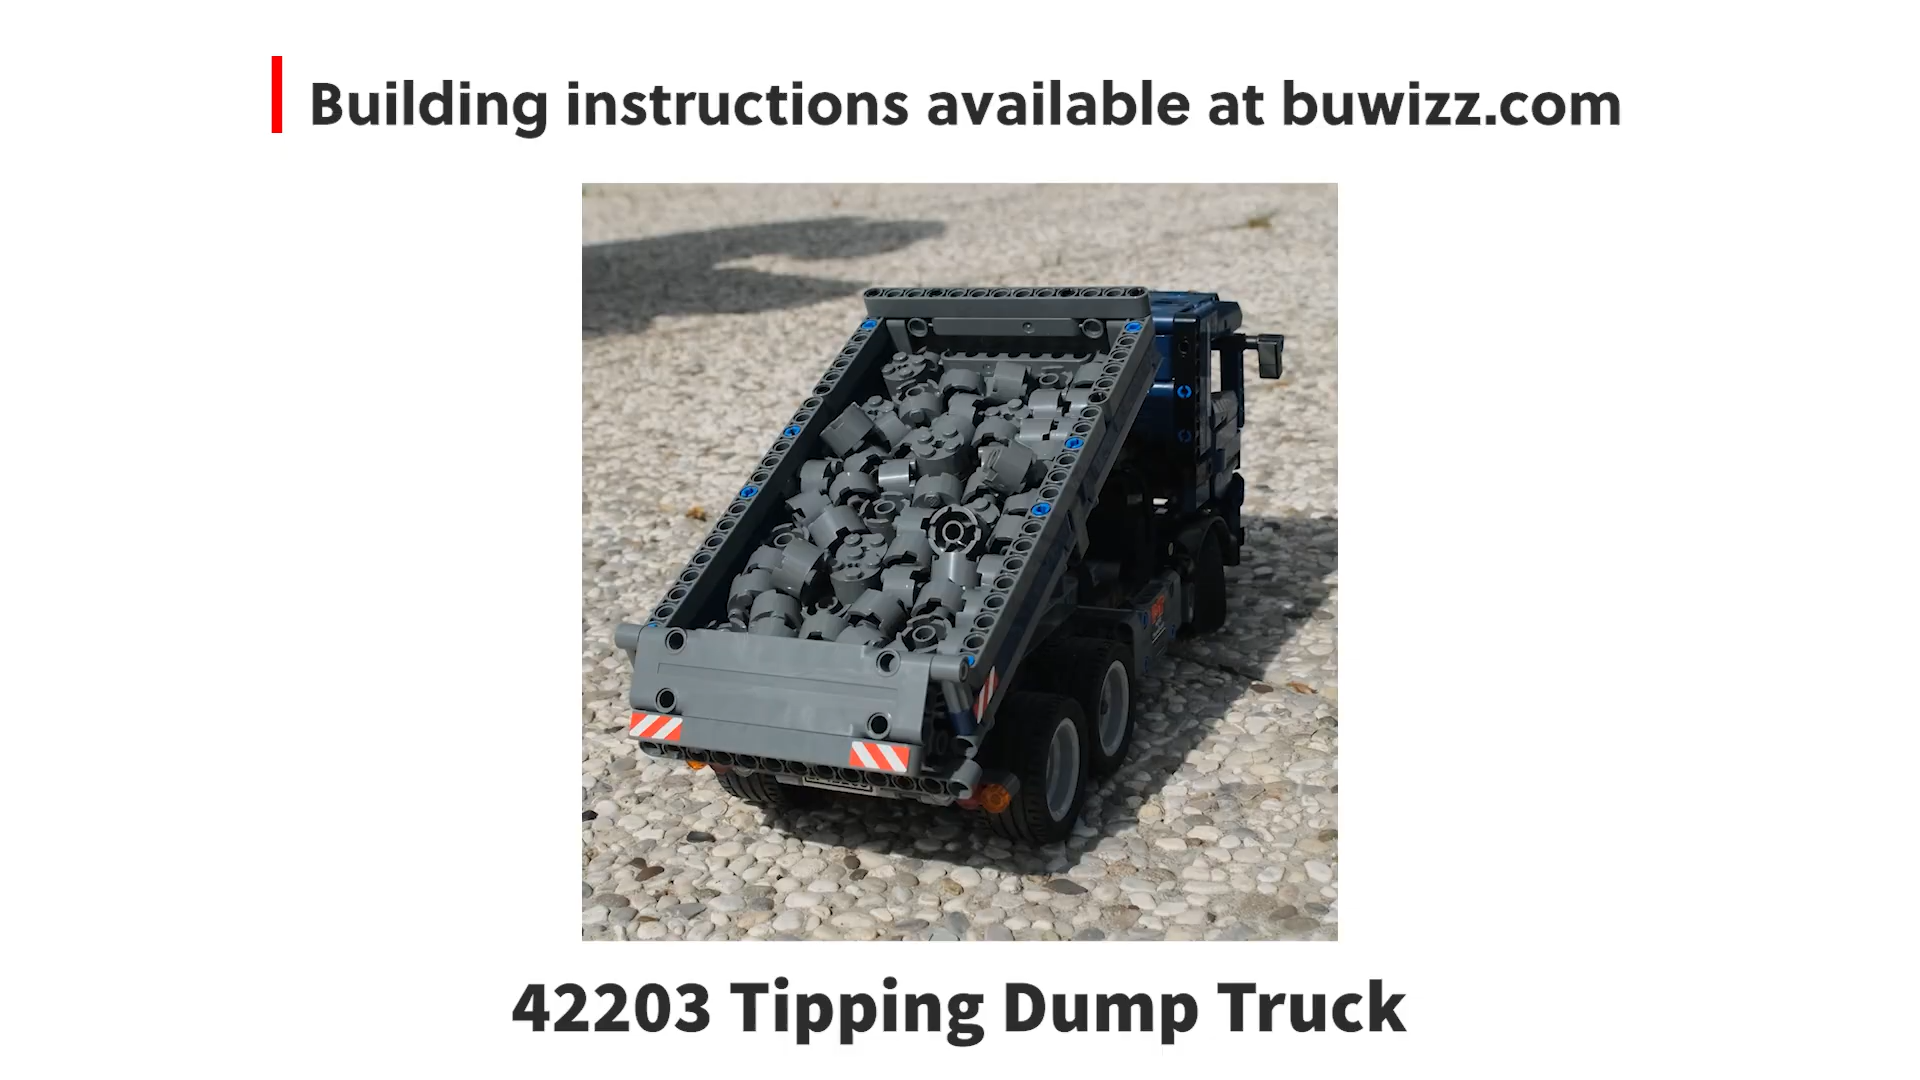 Building instructions available at buwizz.com
42203 Tipping Dump Truck